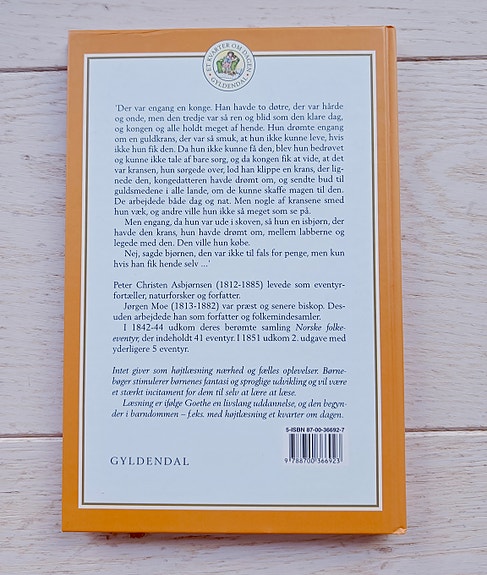 ET KVARTER OM DAGEN
GYLDENDAL
'Der var engang en konge. Han havde to døtre, der var hårde
og onde, men den tredje var så ren og blid som den klare dag,
og kongen og alle holdt meget af hende. Hun drømte engang
om en guldkrans, der var så smuk, at hun ikke kunne leve, hvis
ikke hun fik den. Da hun ikke kunne få den, blev hun bedrøvet
og kunne ikke tale af bare sorg, og da kongen fik at vide, at det
var kransen, hun sørgede over, lod han klippe en krans, der lig-
nede den, kongedatteren havde drømt om, og sendte bud til
guldsmedene i alle lande, om de kunne skaffe magen til den.
De arbejdede både dag og nat. Men nogle af kransene smed
hun væk, og andre ville hun ikke så meget som se på.
Men engang, da hun var ude i skoven, så hun en isbjørn, der
havde den krans, hun havde drømt om, mellem labberne og
legede med den. Den ville hun købe.
Nej, sagde bjørnen, den var ikke til fals for penge, men kun
hvis han fik hende selv ...'
Peter Christen Asbjørnsen (1812-1885) levede som eventyr-
fortæller, naturforsker og forfatter.
Jørgen Moe (1813-1882) var præst og senere biskop. Des-
uden arbejdede han som forfatter og folkemindesamler.
I 1842-44 udkom deres berømte samling Norske folke-
eventyr, der indeholdt 41 eventyr. I 1851 udkom 2. udgave med
yderligere 5 eventyr.
Intet giver som højtlæsning nærhed og fælles oplevelser. Børne-
bøger stimulerer børnenes fantasi og sproglige udvikling og vil være
et stærkt incitament for dem til selv at lære at læse.
Læsning er ifølge Goethe en livslang uddannelse, og den begyn-
der i barndommen – f.eks. med højtlæsning et kvarter om dagen.
5-ISBN 87-00-36692-7
GYLDENDAL
9 788700 366923